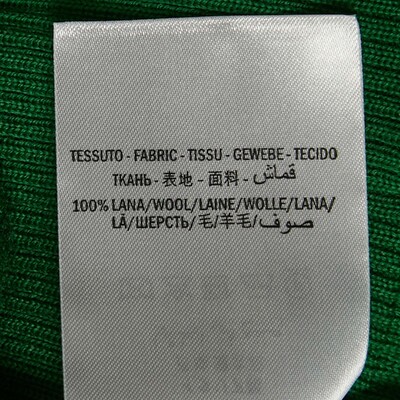 TESSUTO - FABRIC - TISSU - GEWEBE - TECIDO
ТКАНЬ - 表地 - 面料 - قماش
100% LANA/WOOL/LAINE/WOLLE/LANA/
LÃ/ШЕРСТЬ/毛/羊毛/صوف